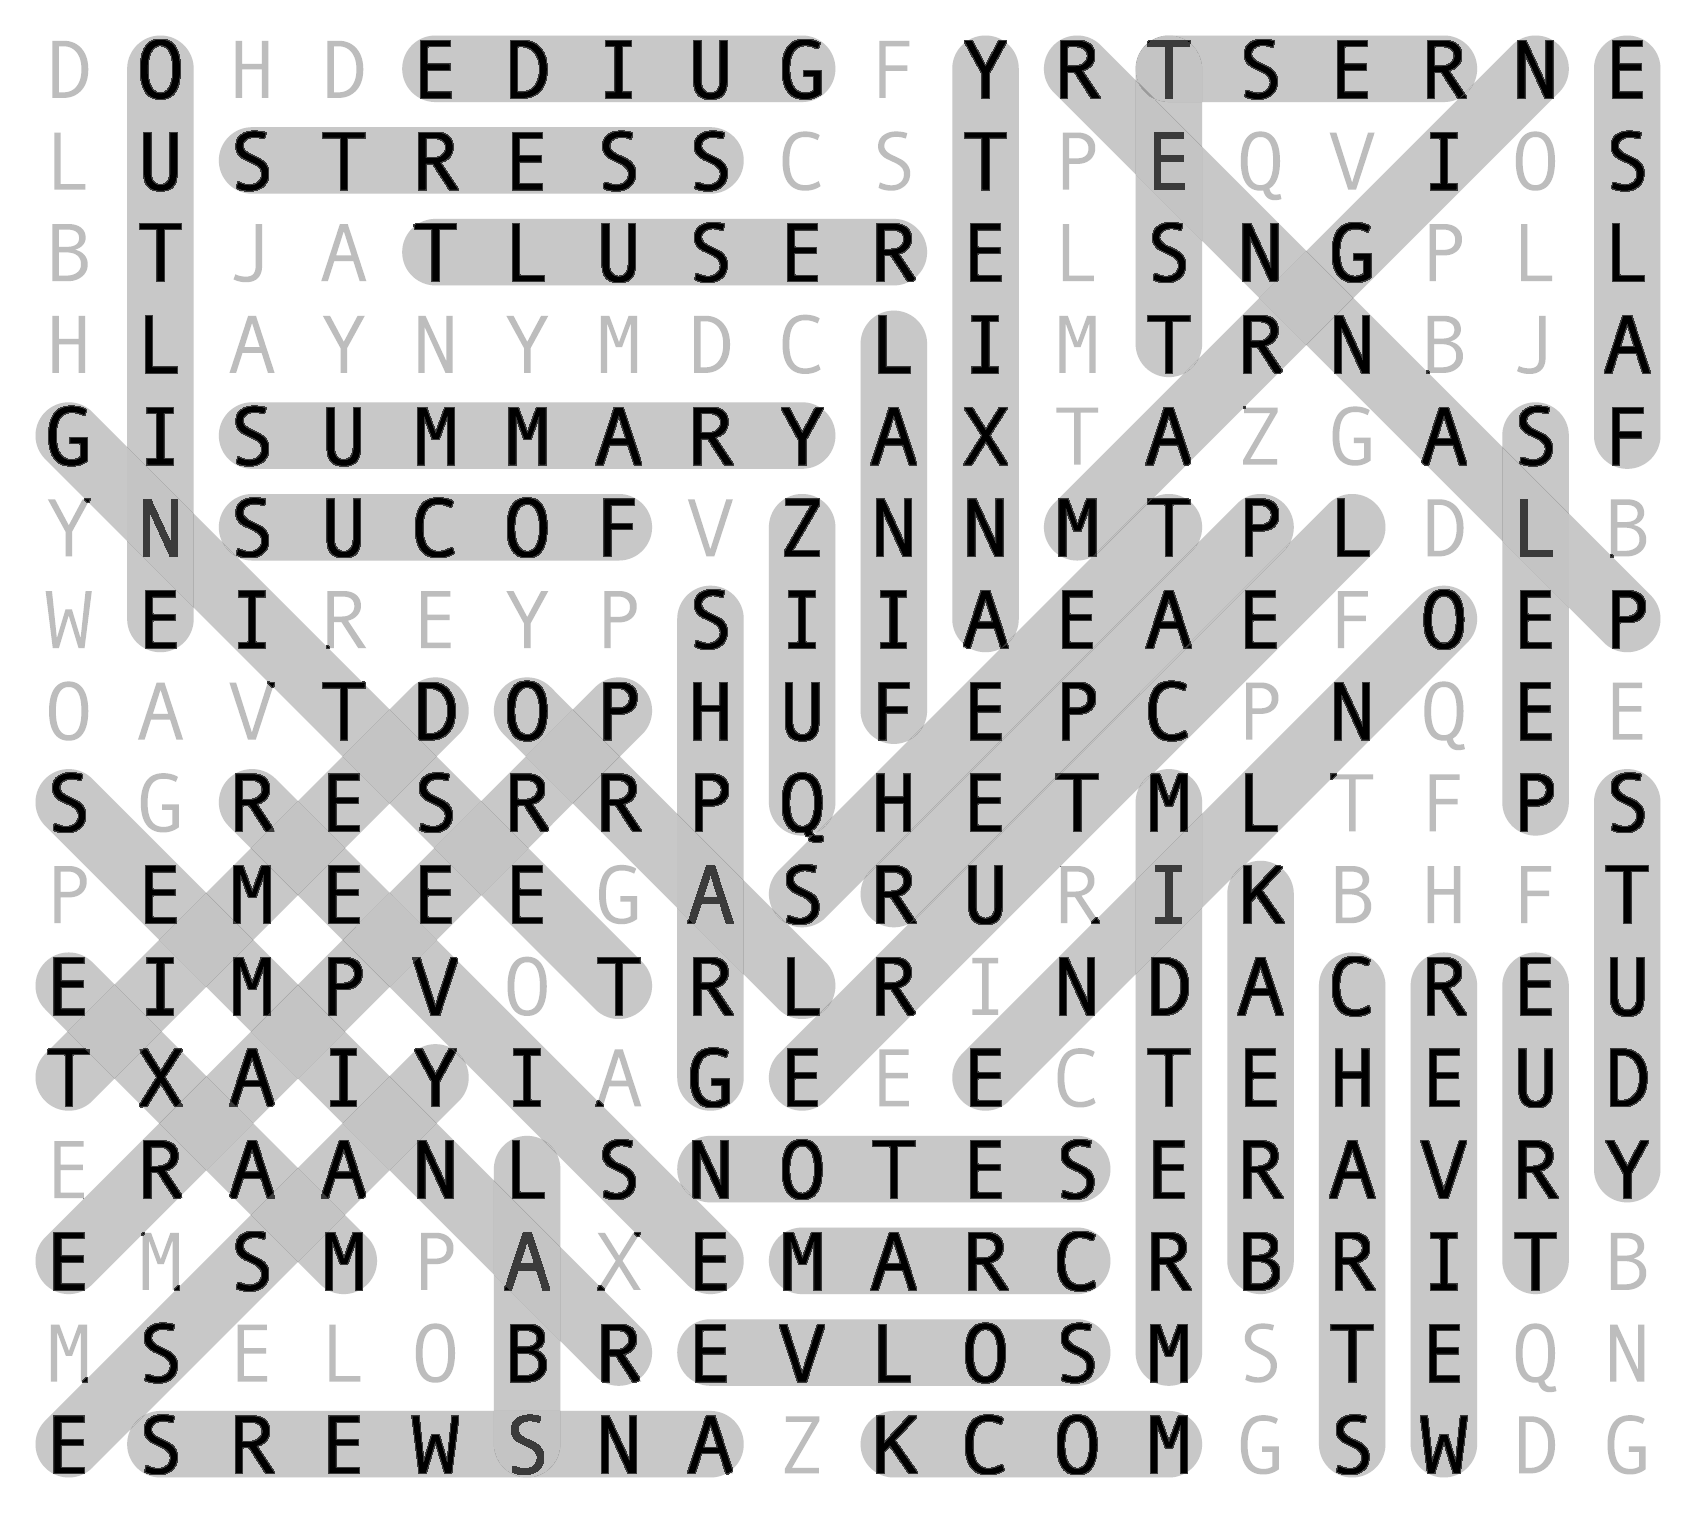 D O H D E D I U G F Y R T S E R N E
L U S T R E S S C S T P E Q V I O S
B T J A T L U S E R E L S N G P L L
H L A Y N Y M D C L I M T R N B J A
G I S U M M A R Y A X T A Z G A S F
Y N S U C O F V Z N N M T P L D L B
W E I R E Y P S I I A E A E F O E P
O A V T D O P H U F E P C P N Q E E
S G R E S R R P Q H E T M L T F P S
P E M E E E G A S R U R I K B H F T
E I M P V O T R L R I N D A C R E U
T X A I Y I A G E E E C T E H E U D
E R A A N L S N O T E S E R A V R Y
E M S M P A X E M A R C R B R I T B
M S E L O B R E V L O S M S T E Q N
E S R E W S N A Z K C O M G S W D G